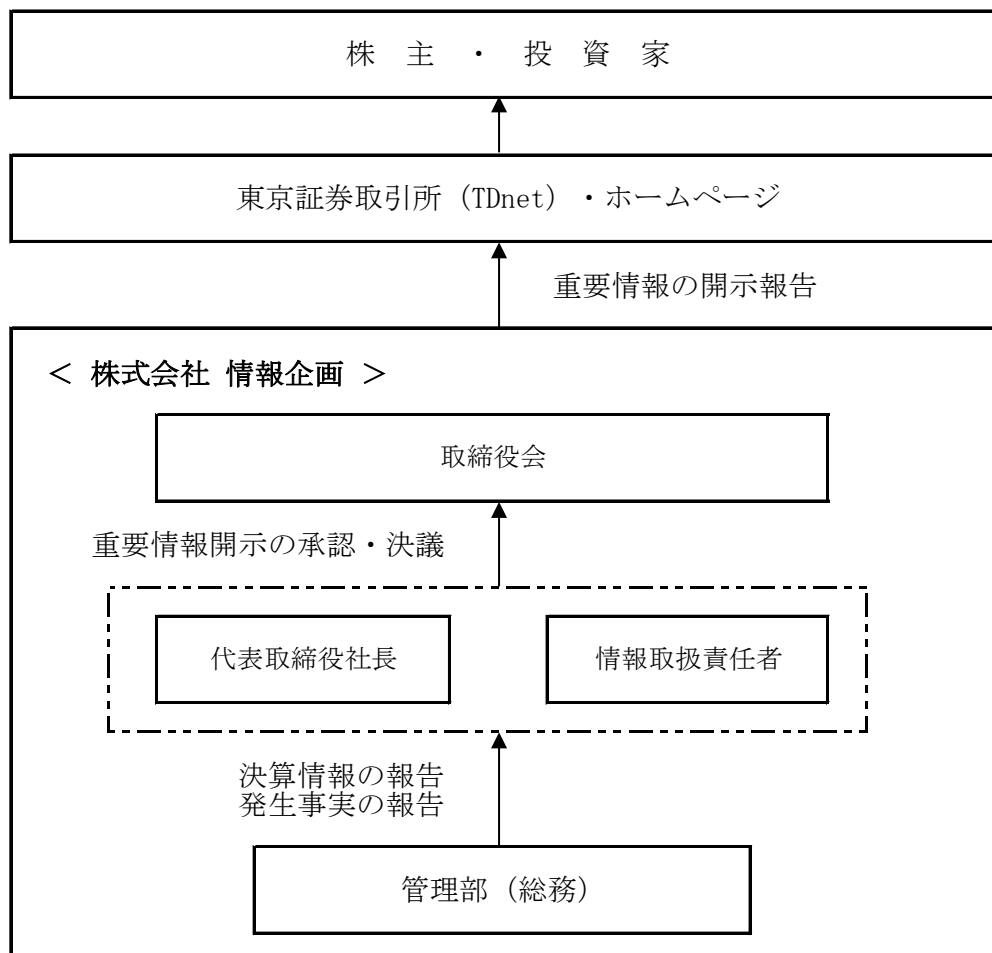 株 主 ・ 投 資 家
東京証券取引所（TDnet）・ホームページ
重要情報の開示報告
＜ 株式会社 情報企画 ＞
取締役会
重要情報開示の承認・決議
代表取締役社長
情報取扱責任者
決算情報の報告
発生事実の報告
管理部（総務）